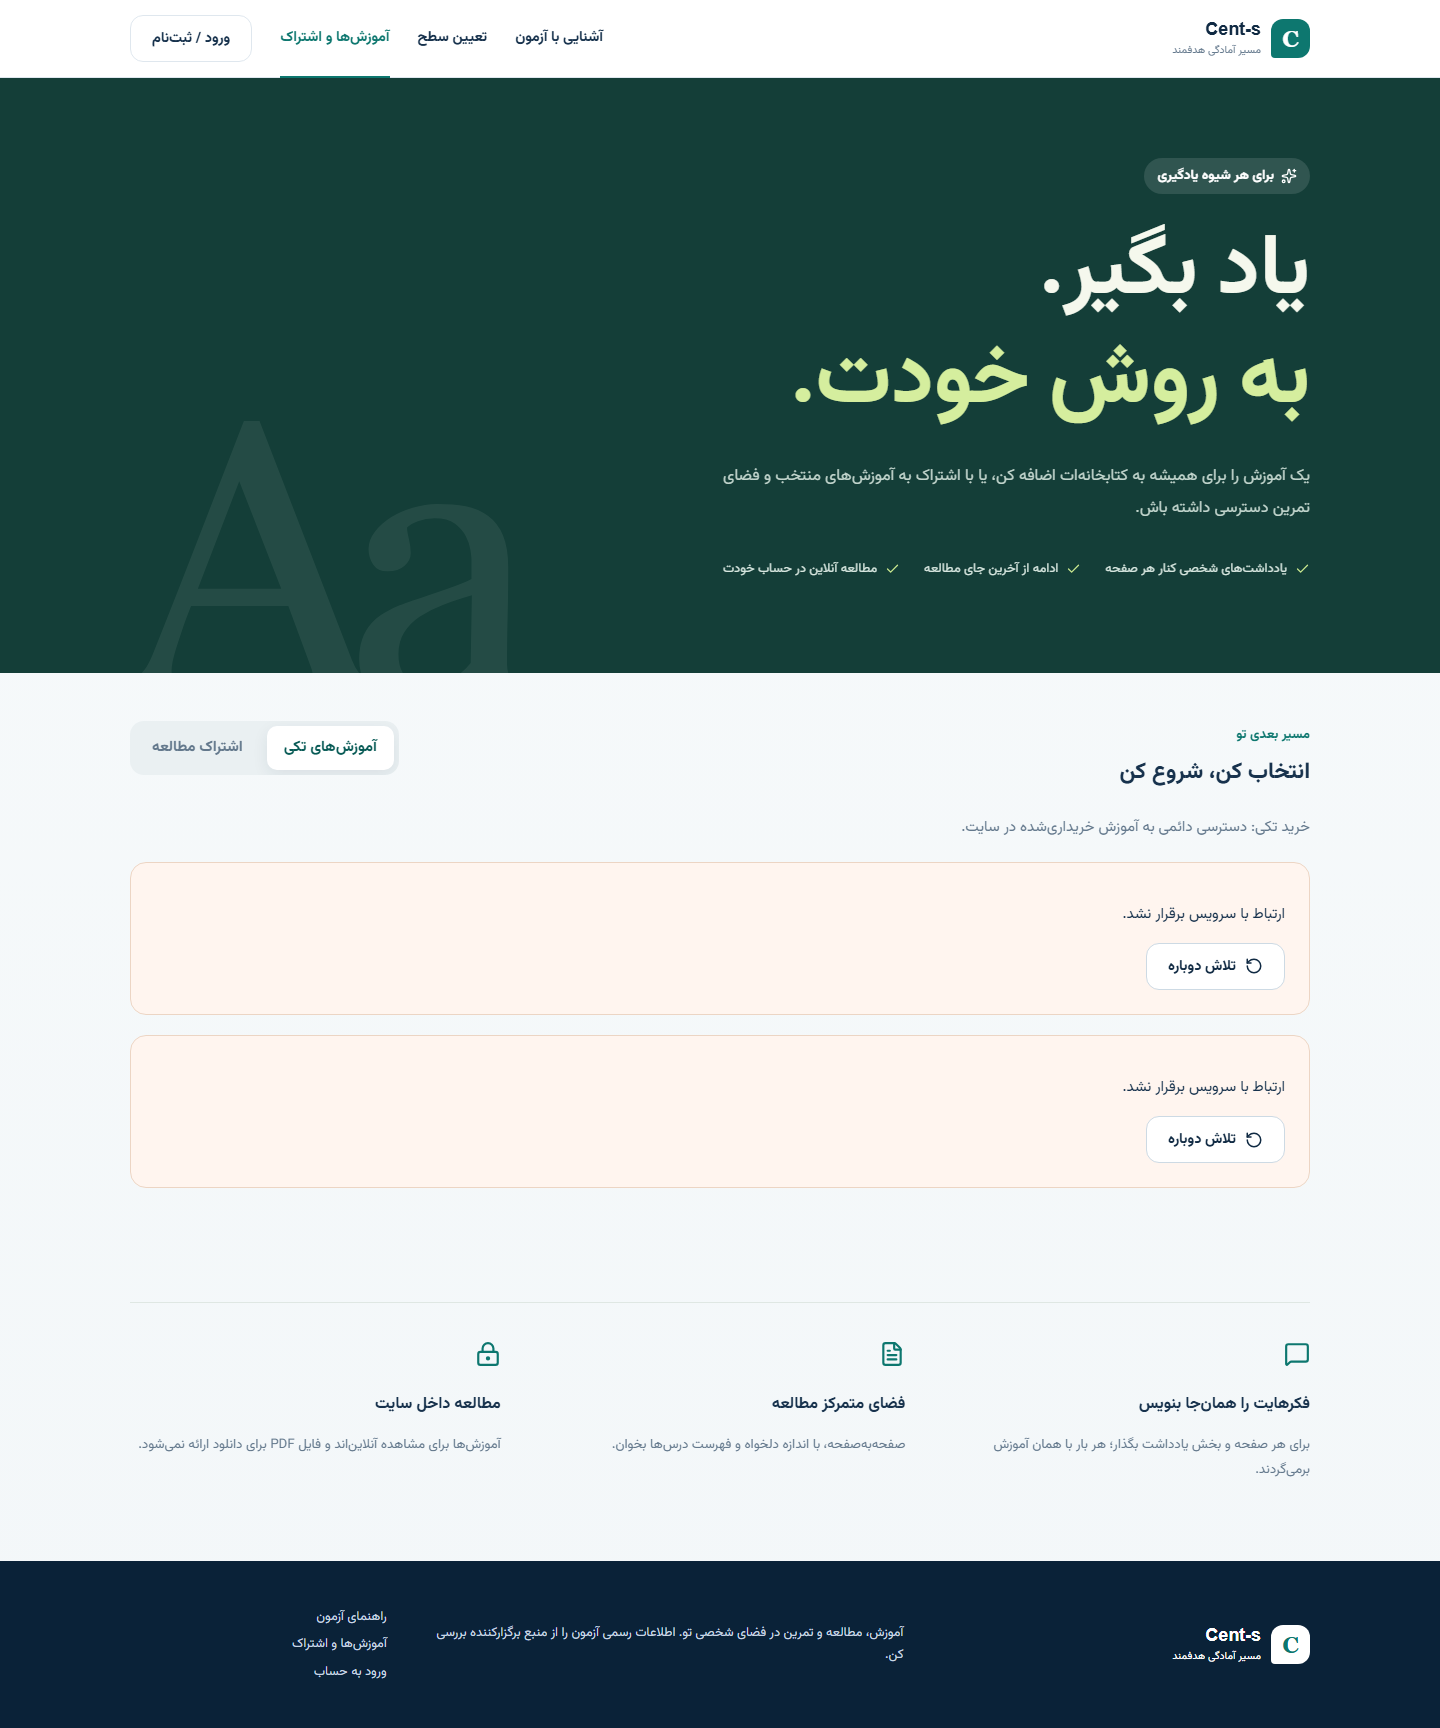 Cent-s
مسیر آمادگی هدفمند
C
آشنایی با آزمون
تعیین سطح
آموزش‌ها و اشتراک
ورود / ثبت‌نام
برای هر شیوه یادگیری
یاد بگیر.
به روش خودت.
یک آموزش را برای همیشه به کتابخانه‌ات اضافه کن، یا با اشتراک به آموزش‌های منتخب و فضای
تمرین دسترسی داشته باش.
یادداشت‌های شخصی کنار هر صفحه
ادامه از آخرین جای مطالعه
مطالعه آنلاین در حساب خودت
Aa
مسیر بعدی تو
انتخاب کن، شروع کن
آموزش‌های تکی
اشتراک مطالعه
خرید تکی: دسترسی دائمی به آموزش خریداری‌شده در سایت.
ارتباط با سرویس برقرار نشد.
تلاش دوباره
ارتباط با سرویس برقرار نشد.
تلاش دوباره
فکرهایت را همان‌جا بنویس
برای هر صفحه و بخش یادداشت بگذار؛ هر بار با همان آموزش
برمی‌گردند.
فضای متمرکز مطالعه
صفحه‌به‌صفحه، با اندازه دلخواه و فهرست درس‌ها بخوان.
مطالعه داخل سایت
آموزش‌ها برای مشاهده آنلاین‌اند و فایل PDF برای دانلود ارائه نمی‌شود.
Cent-s
مسیر آمادگی هدفمند
C
آموزش، مطالعه و تمرین در فضای شخصی تو. اطلاعات رسمی آزمون را از منبع برگزارکننده بررسی
کن.
راهنمای آزمون
آموزش‌ها و اشتراک
ورود به حساب